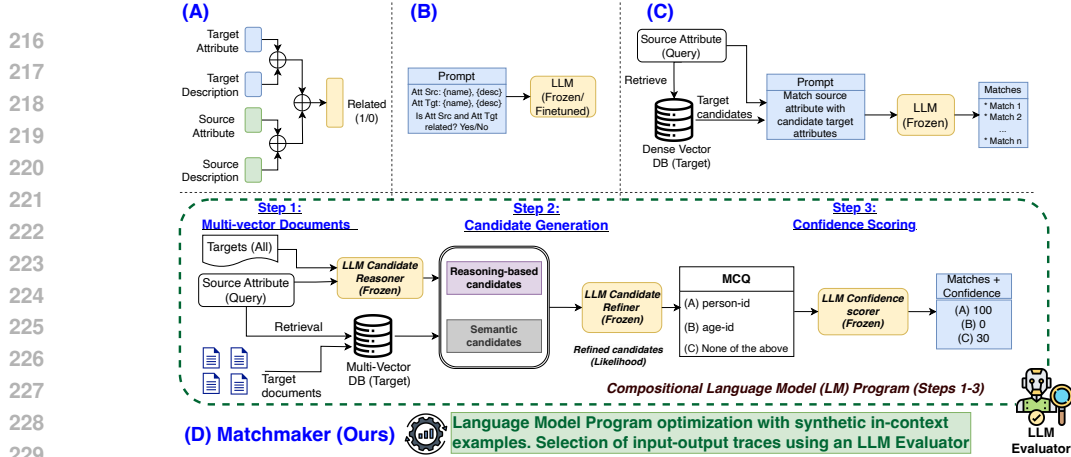 216
217
218
219
220
221
222
223
224
225
226
227
228
229
(A)
Target
Attribute
Target
Description
Source
Attribute
Source
Description
Related
(1/0)
(B)
Prompt
Att Src: {name}, {desc}
Att Tgt: {name}, {desc}
Is Att Src and Att Tgt
related? Yes/No
LLM
(Frozen/
Finetuned)
(C)
Source Attribute
(Query)
Retrieve
Target
candidates
Dense Vector
DB (Target)
Prompt
Match source
attribute with
candidate target
attributes
LLM
(Frozen)
Matches
* Match 1
* Match 2
...
* Match n
Step 1:
Multi-vector Documents
Targets (All)
Source Attribute
(Query)
LLM Candidate
Reasoner
(Frozen)
Retrieval
Target
documents
Multi-Vector
DB (Target)
Step 2:
Candidate Generation
Reasoning-based
candidates
Semantic
candidates
LLM Candidate
Refiner
(Frozen)
Refined candidates
(Likelihood)
Step 3:
Confidence Scoring
MCQ
(A) person-id
(B) age-id
(C) None of the above
LLM Confidence
scorer
(Frozen)
Matches +
Confidence
(A) 100
(B) 0
(C) 30
Compositional Language Model (LM) Program (Steps 1-3)
(D) Matchmaker (Ours)
Language Model Program optimization with synthetic in-context
examples. Selection of input-output traces using an LLM Evaluator
LLM
Evaluator